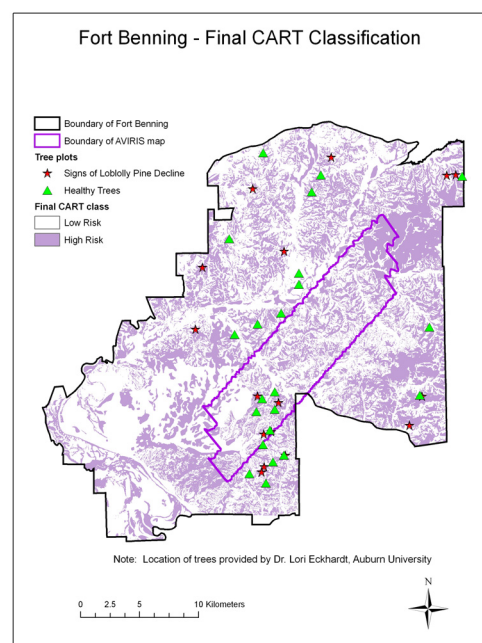 Fort Benning - Final CART Classification
Boundary of Fort Benning
Boundary of AVIRIS map
Tree plots
Signs of Loblolly Pine Decline
Healthy Trees
Final CART class
Low Risk
High Risk
Note: Location of trees provided by Dr. Lori Eckhardt, Auburn University
N
0 2.5 5 10 Kilometers